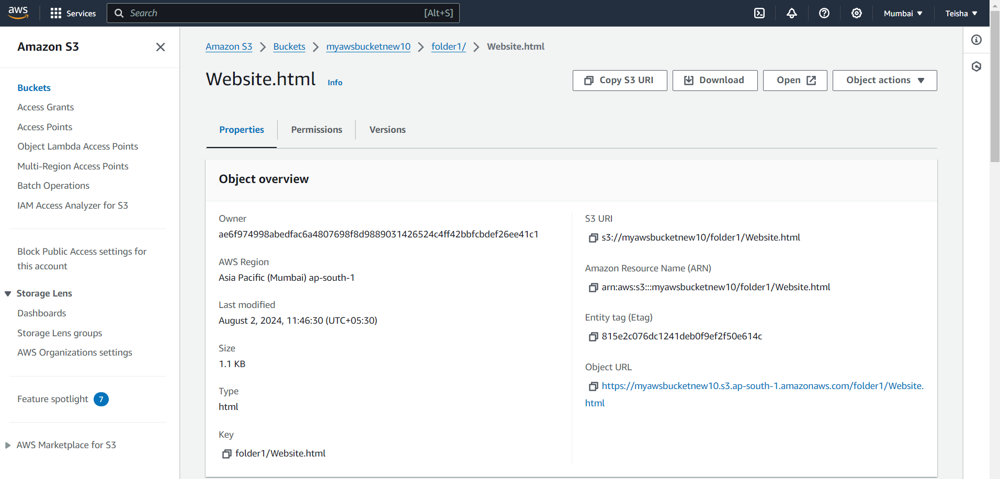 aws Services Search [Alt+S] Mumbai Teisha
Amazon S3
Buckets
Access Grants
Access Points
Object Lambda Access Points
Multi-Region Access Points
Batch Operations
IAM Access Analyzer for S3
Block Public Access settings for
this account
Storage Lens
Dashboards
Storage Lens groups
AWS Organizations settings
Feature spotlight 7
AWS Marketplace for S3
Amazon S3 Buckets myawsbucketnew10 folder1/ Website.html
Website.html Info
Copy S3 URI Download Open Object actions
Properties Permissions Versions
Object overview
Owner
ae6f974998abedfac6a4807698f8d9889031426524c4ff42bbfcbdef26ee41c1
AWS Region
Asia Pacific (Mumbai) ap-south-1
Last modified
August 2, 2024, 11:46:30 (UTC+05:30)
Size
1.1 KB
Type
html
Key
folder1/Website.html
S3 URI
s3://myawsbucketnew10/folder1/Website.html
Amazon Resource Name (ARN)
arn:aws:s3:::myawsbucketnew10/folder1/Website.html
Entity tag (Etag)
815e2c076dc1241deb0f9ef2f50e614c
Object URL
https://myawsbucketnew10.s3.ap-south-1.amazonaws.com/folder1/Website.
html